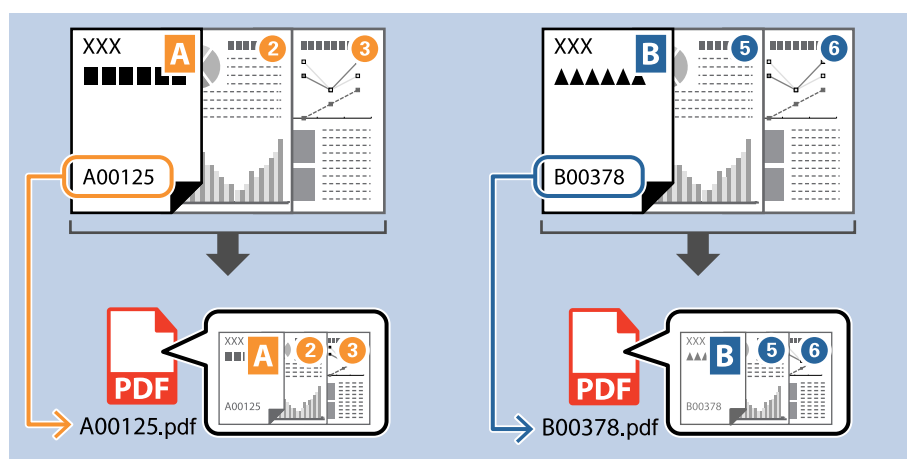 XXX
A
2
3
A00125
XXX
B
5
6
B00378
PDF
XXX
A
2
3
A00125
A00125.pdf
PDF
XXX
B
5
6
B00378
B00378.pdf